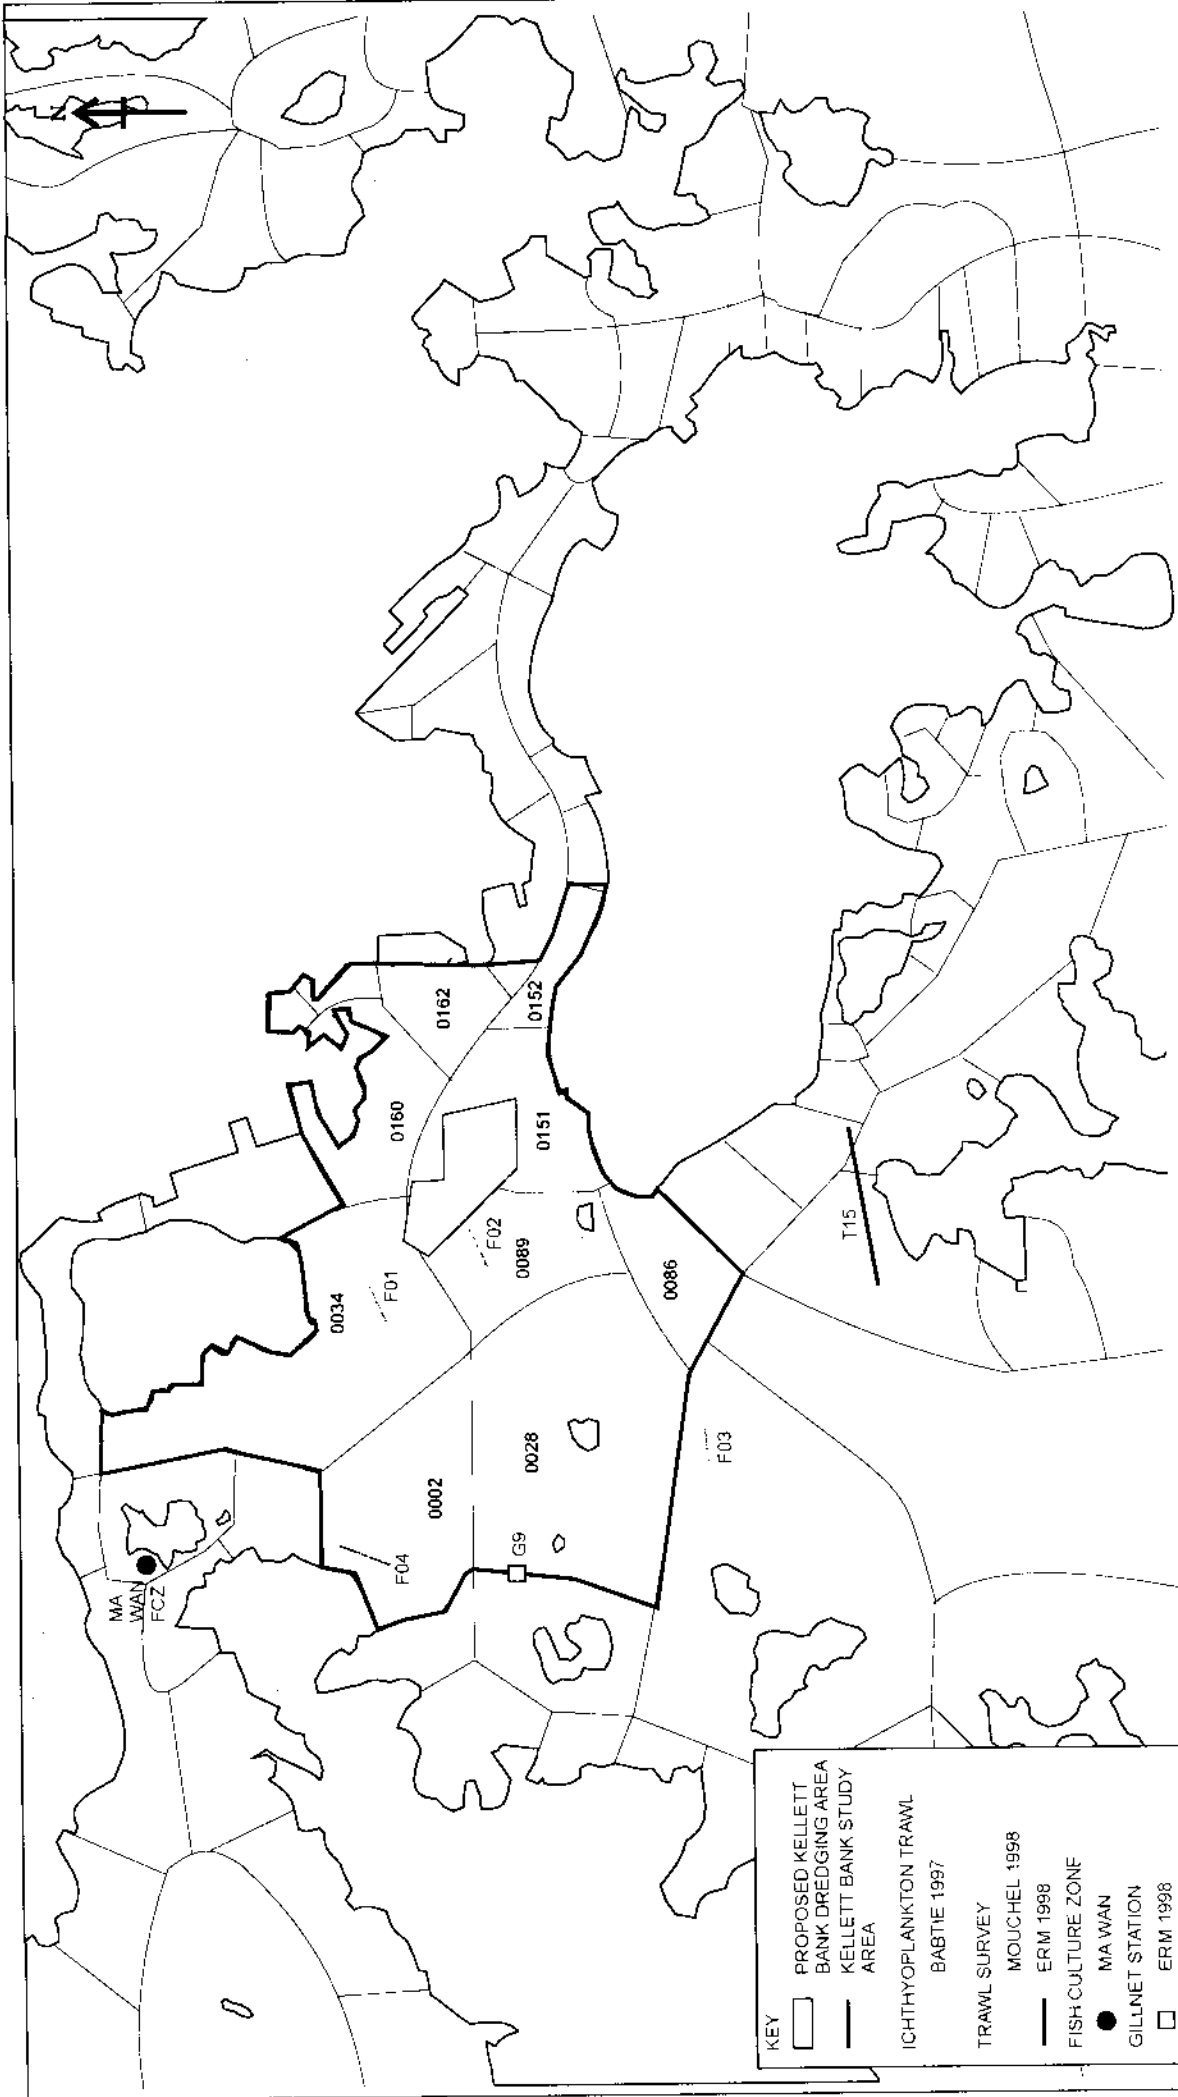 N
MA
WAN
FCZ
F04
G9
0002
0028
F03
0034
F01
F02
0089
0086
T15
0160
0151
0162
0152
KEY
PROPOSED KELLETT
BANK DREDGING AREA
KELLETT BANK STUDY
AREA
ICHTHYOPLANKTON TRAWL
BABTIE 1997
TRAWL SURVEY
MOUCHEL 1998
ERM 1998
FISH CULTURE ZONE
MA WAN
GILLNET STATION
ERM 1998